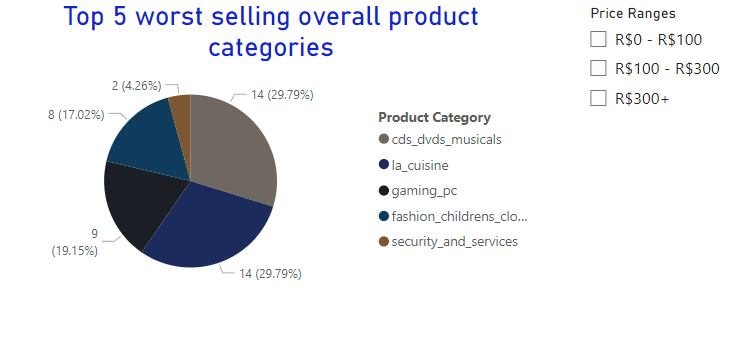 Top 5 worst selling overall product
categories
2 (4.26%)
14 (29.79%)
8 (17.02%)
9
(19.15%)
14 (29.79%)
Product Category
cds_dvds_musicals
la_cuisine
gaming_pc
fashion_childrens_clo...
security_and_services
Price Ranges
R$0 - R$100
R$100 - R$300
R$300+